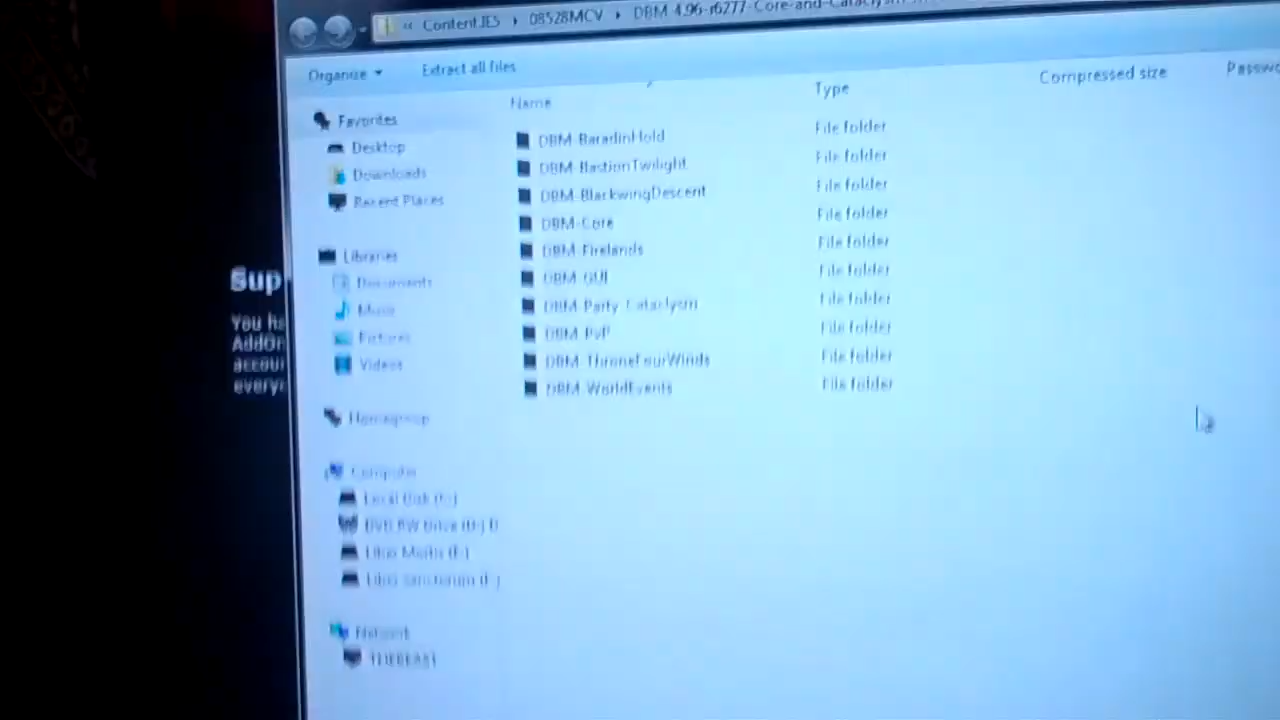 « Content.IE5 › 08528MCV › DBM-4.96-r6277-Core-and-Cataclysm
Organize Extract all files
Name Type Compressed size Passwo
Favorites
Desktop
Downloads
Recent Places
Libraries
Documents
Music
Pictures
Videos
Homegroup
Computer
Local Disk (C:)
DVD RW Drive (D:) D
Network
THEBEAST
DBM-BaradinHold File folder
DBM-BastionTwilight File folder
DBM-BlackwingDescent File folder
DBM-Core File folder
DBM-Firelands File folder
DBM-GUI File folder
DBM-Party-Cataclysm File folder
DBM-PvP File folder
DBM-ThroneFourWinds File folder
DBM-WorldEvents File folder
Sup
You ha
AddOn
accou
every